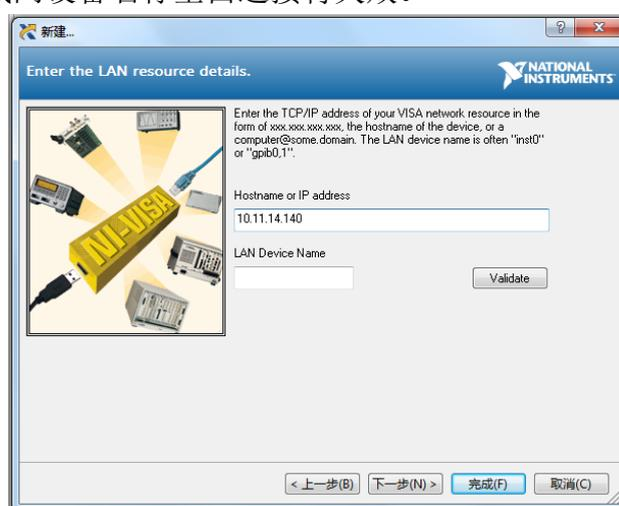 新建...
Enter the LAN resource details.
NATIONAL
INSTRUMENTS
Enter the TCP/IP address of your VISA network resource in the
form of xxx.xxx.xxx.xxx, the hostname of the device, or a
computer@some.domain. The LAN device name is often "inst0"
or "gpib0,1".
NI-VISA
Hostname or IP address
10.11.14.140
LAN Device Name
Validate
< 上一步(B)
下一步(N) >
完成(F)
取消(C)